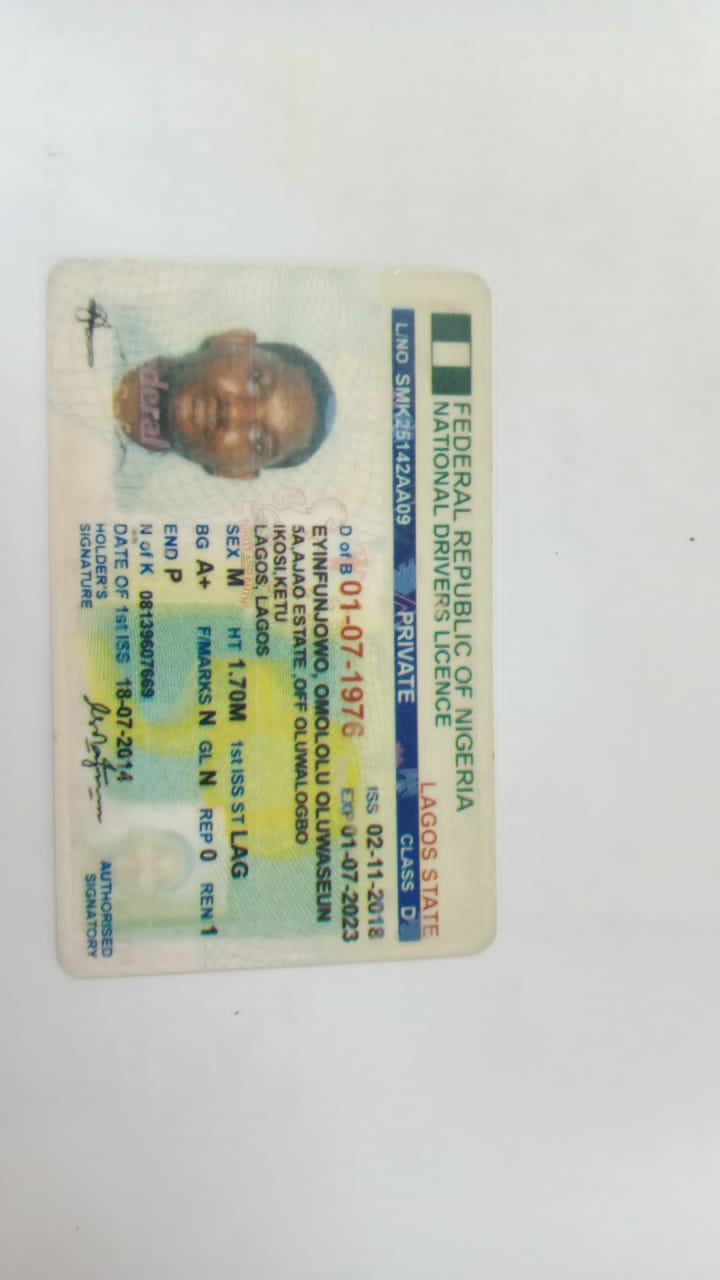 FEDERAL REPUBLIC OF NIGERIA
NATIONAL DRIVERS LICENCE
LAGOS STATE
L/NO SMK25142AA09 PRIVATE CLASS D
ISS 02-11-2018
D of B 01-07-1976 EXP 01-07-2023
EYINFUNJOWO, OMOLOLU OLUWASEUN
5A,AJAO ESTATE ,OFF OLUWALOGBO
IKOSI,KETU
LAGOS, LAGOS
SEX M HT 1.70M 1st ISS ST LAG
BG A+ F/MARKS N GL N REP 0 REN 1
END P
N of K 08139607669
DATE OF 1st ISS 18-07-2014
HOLDER'S
SIGNATURE
AUTHORISED
SIGNATORY